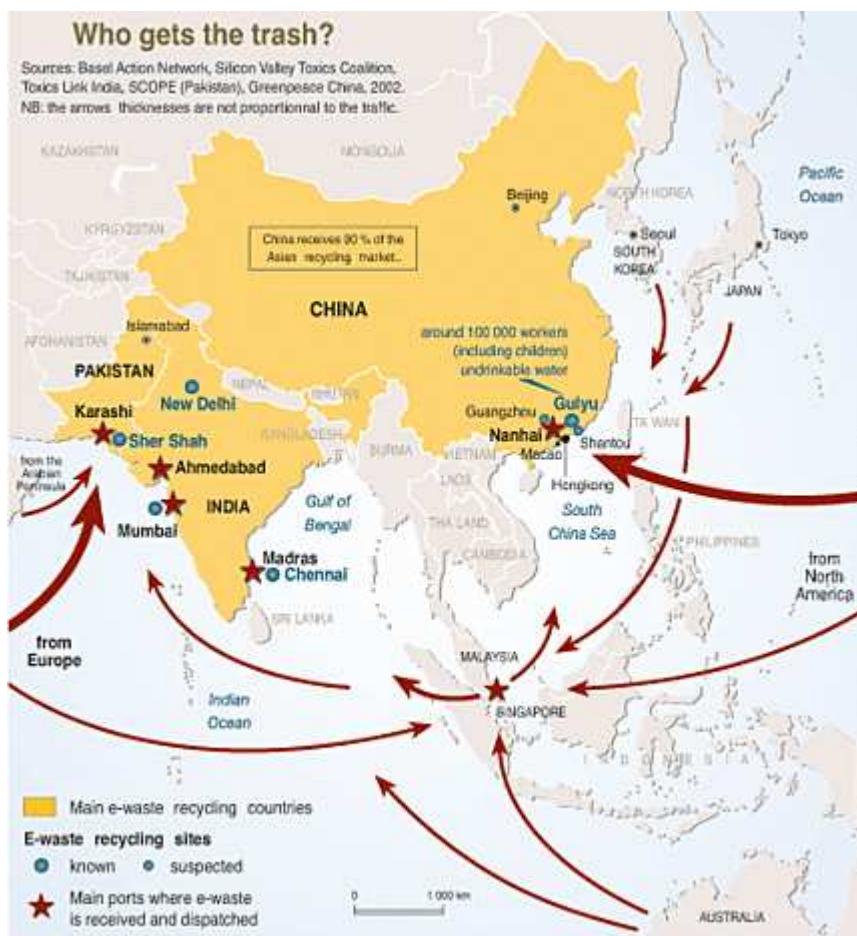 Who gets the trash?
Sources: Basel Action Network, Silicon Valley Toxics Coalition,
Toxics Link India, SCOPE (Pakistan), Greenpeace China, 2002.
NB: the arrows thicknesses are not proportionnal to the traffic.
KAZAKHSTAN
MONGOLIA
Pacific
Ocean
NORTH KOREA
Beijing
KYRGYZSTAN
Seoul
Tokyo
China receives 90 % of the
Asian recycling market..
SOUTH
KOREA
TAJIKISTAN
JAPAN
CHINA
Islamabad
AFGHANISTAN
around 100 000 workers
(including children)
undrinkable water
PAKISTAN
NEPAL
BHUTAN
New Delhi
Karashi
Guangzhou
Guiyu
TAIWAN
Sher Shah
BANGLADESH
Nanhai
Shantou
BURMA
VIETNAM
Macao
from the
Arabian
Peninsula
Ahmedabad
LAOS
Hongkong
INDIA
Gulf of
Bengal
South
China Sea
Mumbai
THAILAND
PHILIPPINES
CAMBODIA
Madras
Chennai
from
North
America
SRI LANKA
from
Europe
MALAYSIA
Indian
Ocean
SINGAPORE
INDONESIA
Main e-waste recycling countries
E-waste recycling sites
known suspected
Main ports where e-waste
is received and dispatched
0 1 000 km
AUSTRALIA